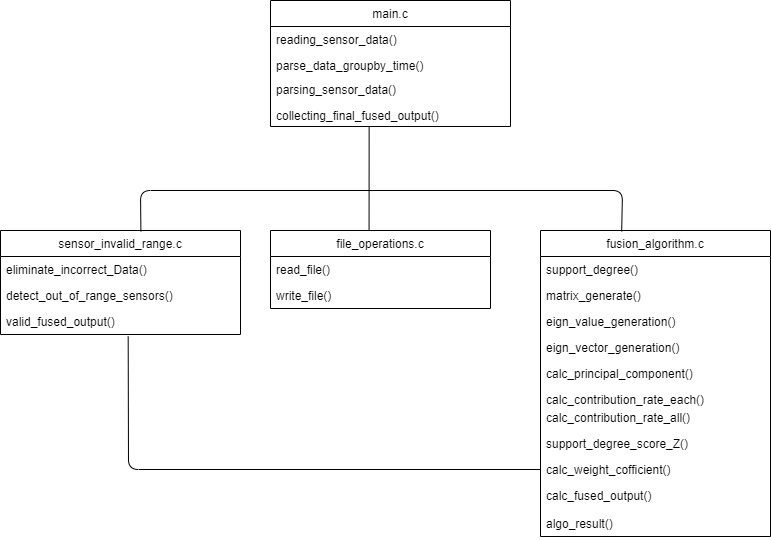 main.c
reading_sensor_data()
parse_data_groupby_time()
parsing_sensor_data()
collecting_final_fused_output()
sensor_invalid_range.c
eliminate_incorrect_Data()
detect_out_of_range_sensors()
valid_fused_output()
file_operations.c
read_file()
write_file()
fusion_algorithm.c
support_degree()
matrix_generate()
eign_value_generation()
eign_vector_generation()
calc_principal_component()
calc_contribution_rate_each()
calc_contribution_rate_all()
support_degree_score_Z()
calc_weight_cofficient()
calc_fused_output()
algo_result()